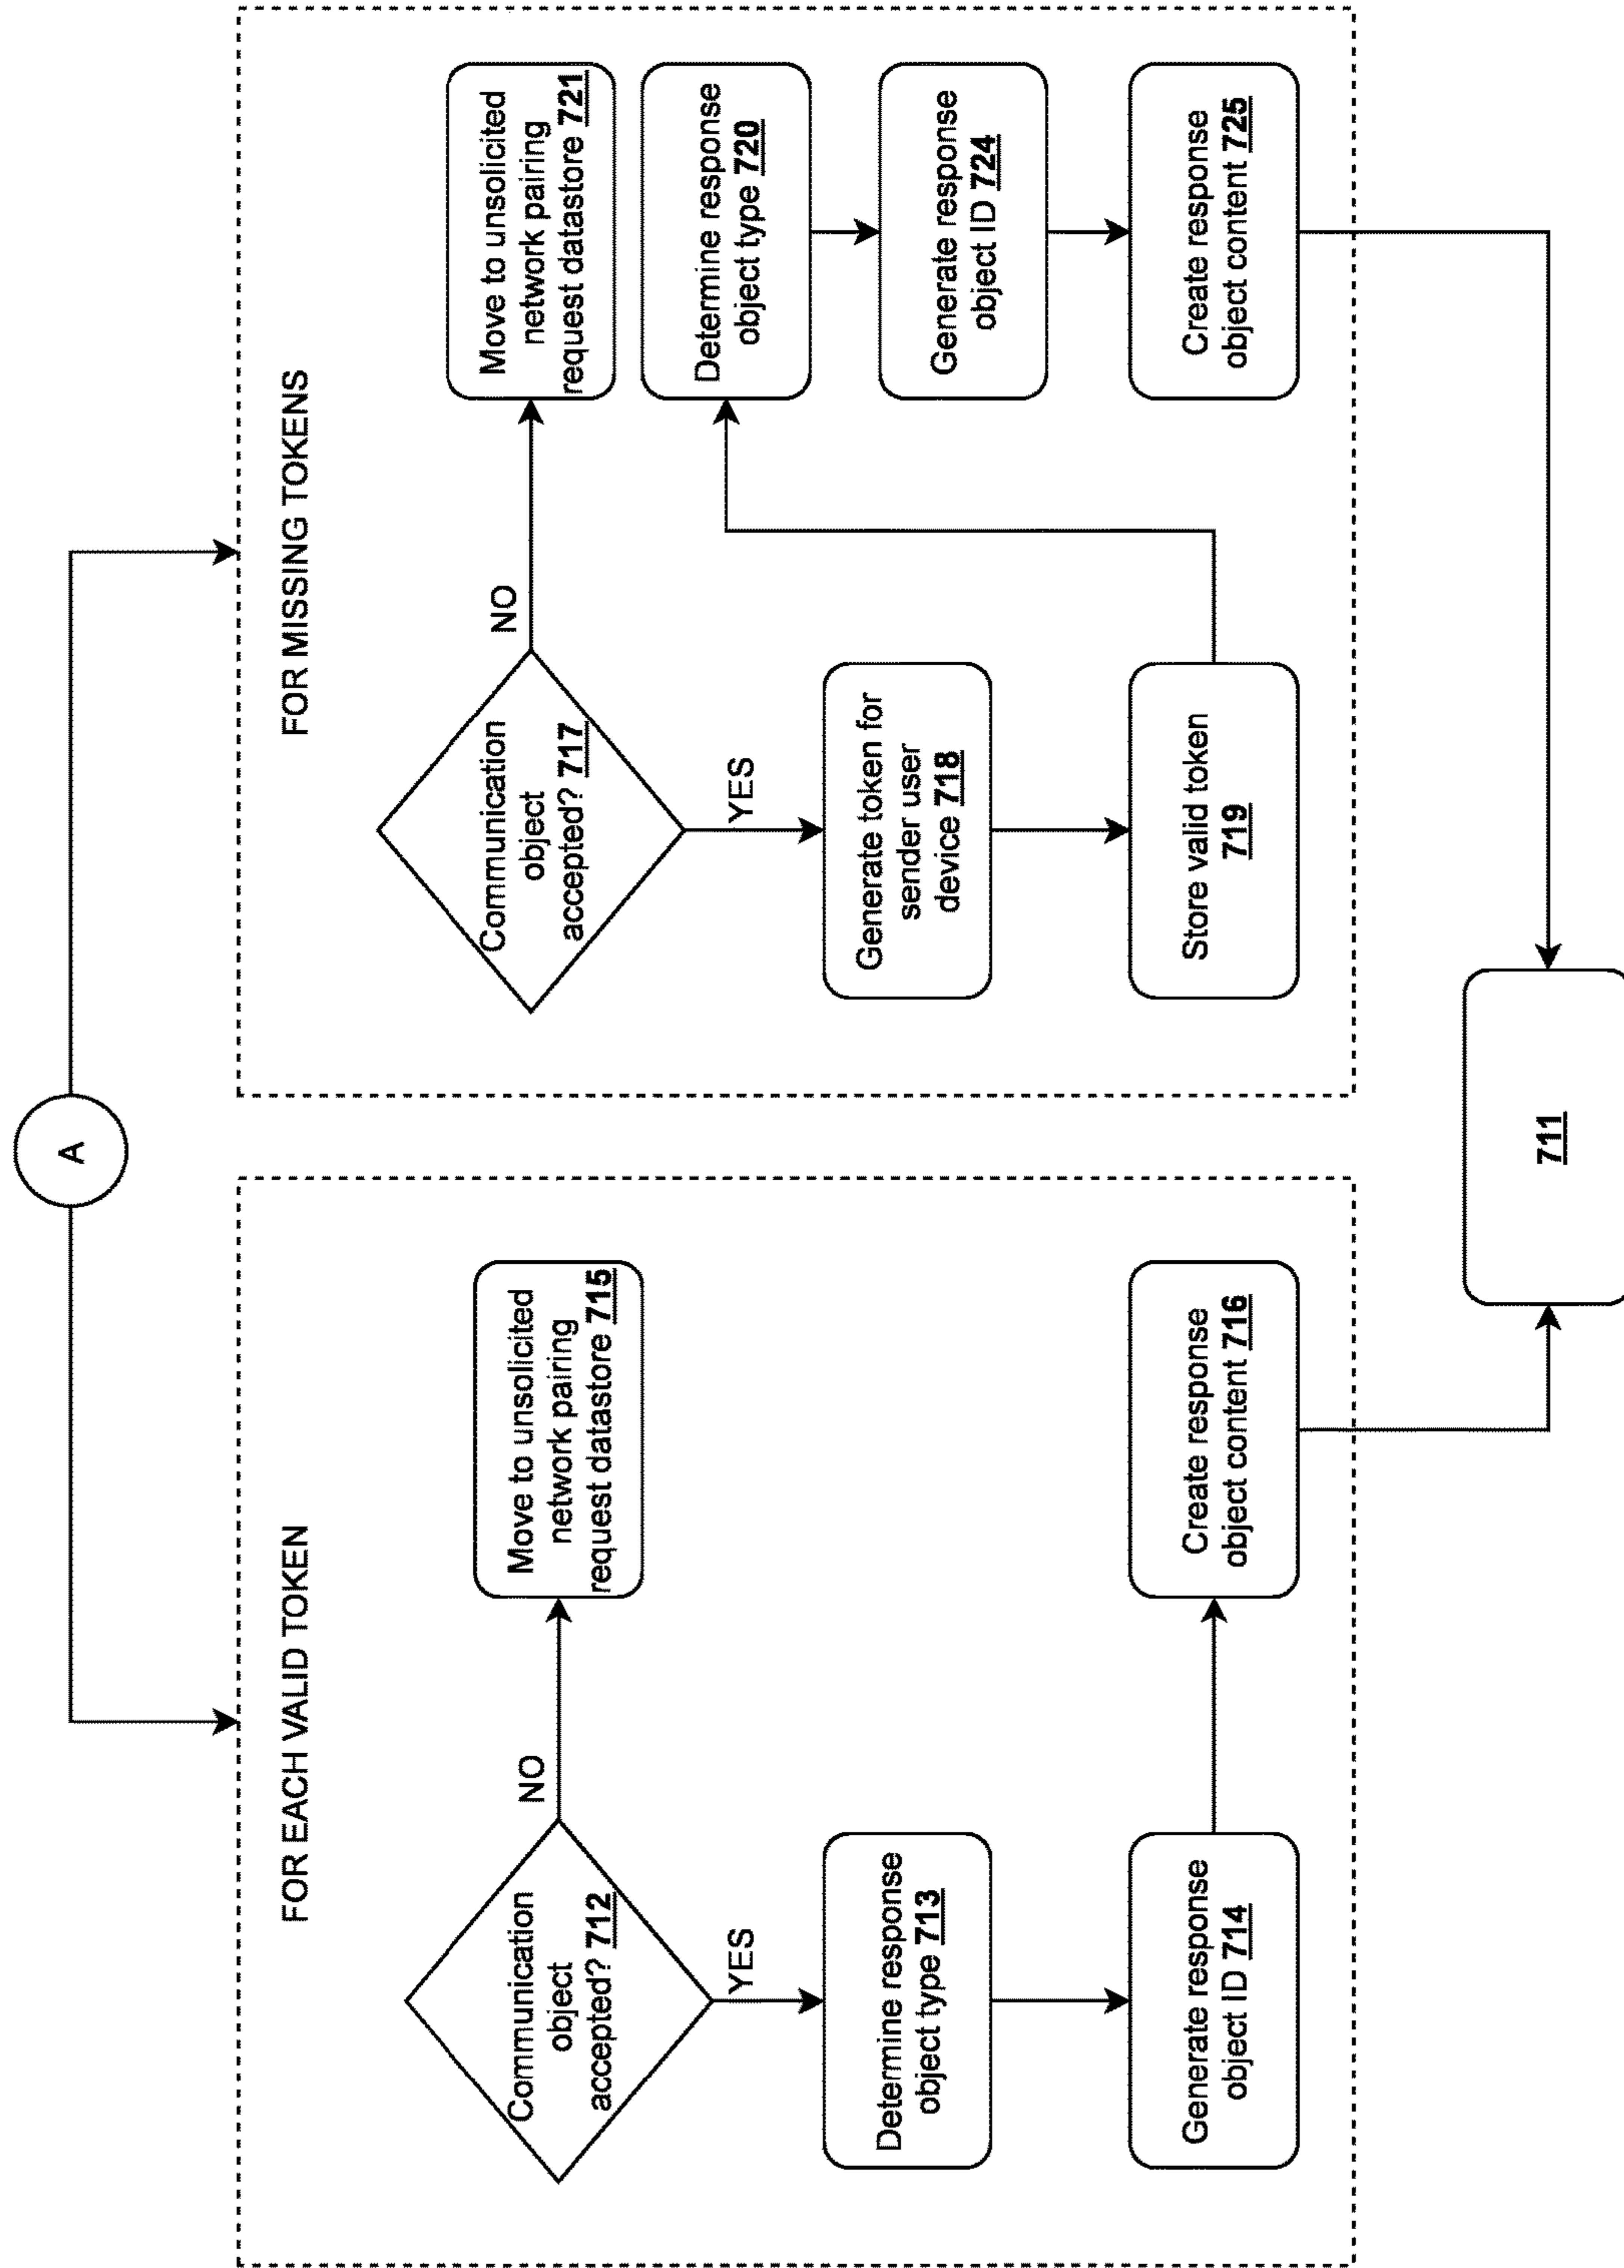 A
FOR EACH VALID TOKEN
Communication
object
accepted? 712
NO
Move to unsolicited
network pairing
request datastore 715
YES
Determine response
object type 713
Generate response
object ID 714
Create response
object content 716
FOR MISSING TOKENS
Communication
object
accepted? 717
NO
Move to unsolicited
network pairing
request datastore 721
YES
Generate token for
sender user
device 718
Store valid token
719
Determine response
object type 720
Generate response
object ID 724
Create response
object content 725
711